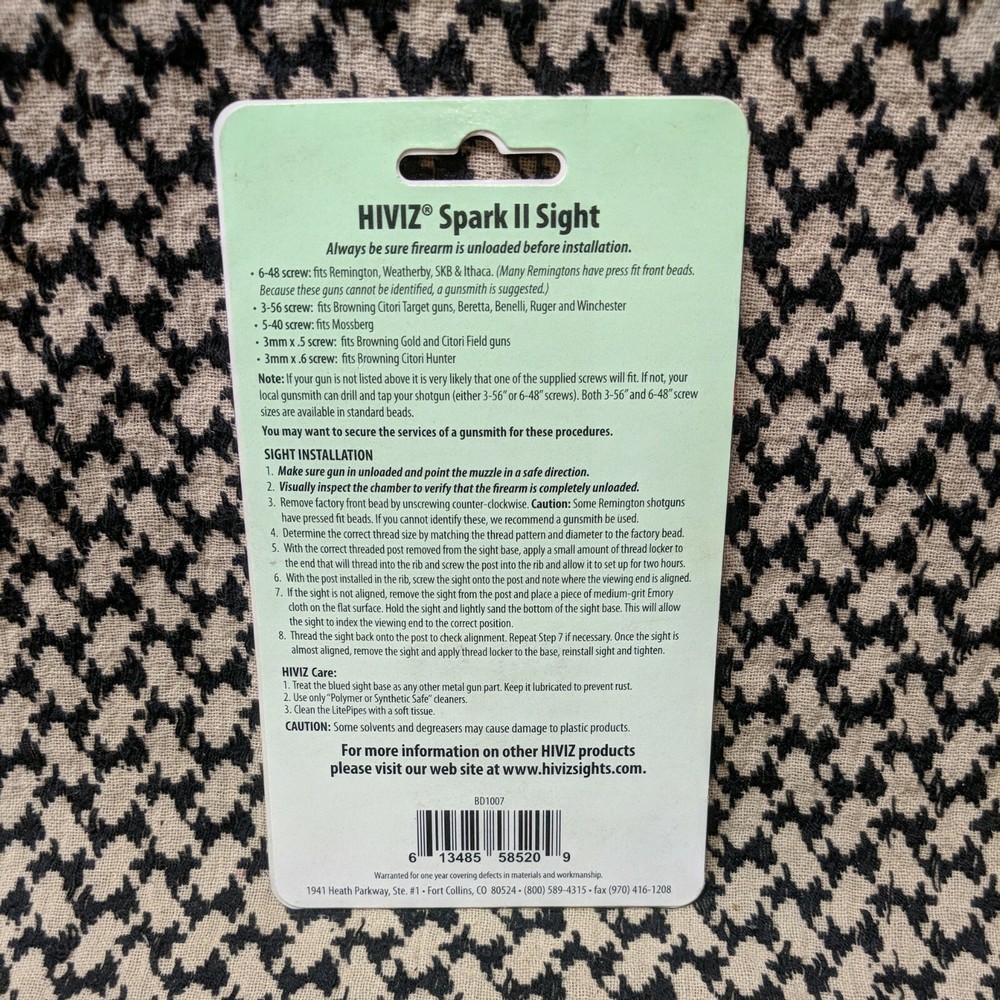 HIVIZ® Spark II Sight
Always be sure firearm is unloaded before installation.
• 6-48 screw: fits Remington, Weatherby, SKB & Ithaca. (Many Remingtons have press fit front beads.
Because these guns cannot be identified, a gunsmith is suggested.)
• 3-56 screw: fits Browning Citori Target guns, Beretta, Benelli, Ruger and Winchester
• 5-40 screw: fits Mossberg
• 3mm x .5 screw: fits Browning Gold and Citori Field guns
• 3mm x .6 screw: fits Browning Citori Hunter
Note: If your gun is not listed above it is very likely that one of the supplied screws will fit. If not, your
local gunsmith can drill and tap your shotgun (either 3-56" or 6-48" screws). Both 3-56" and 6-48" screw
sizes are available in standard beads.
You may want to secure the services of a gunsmith for these procedures.
SIGHT INSTALLATION
1. Make sure gun in unloaded and point the muzzle in a safe direction.
2. Visually inspect the chamber to verify that the firearm is completely unloaded.
3. Remove factory front bead by unscrewing counter-clockwise. Caution: Some Remington shotguns
have pressed fit beads. If you cannot identify these, we recommend a gunsmith be used.
4. Determine the correct thread size by matching the thread pattern and diameter to the factory bead.
5. With the correct threaded post removed from the sight base, apply a small amount of thread locker to
the end that will thread into the rib and screw the post into the rib and allow it to set up for two hours.
6. With the post installed in the rib, screw the sight onto the post and note where the viewing end is aligned.
7. If the sight is not aligned, remove the sight from the post and place a piece of medium-grit Emory
cloth on the flat surface. Hold the sight and lightly sand the bottom of the sight base. This will allow
the sight to index the viewing end to the correct position.
8. Thread the sight back onto the post to check alignment. Repeat Step 7 if necessary. Once the sight is
almost aligned, remove the sight and apply thread locker to the base, reinstall sight and tighten.
HIVIZ Care:
1. Treat the blued sight base as any other metal gun part. Keep it lubricated to prevent rust.
2. Use only "Polymer or Synthetic Safe" cleaners.
3. Clean the LitePipes with a soft tissue.
CAUTION: Some solvents and degreasers may cause damage to plastic products.
For more information on other HIVIZ products
please visit our web site at www.hivizsights.com.
BD1007
6 13485 58520 9
Warranted for one year covering defects in materials and workmanship.
1941 Heath Parkway, Ste. #1 • Fort Collins, CO 80524 • (800) 589-4315 • fax (970) 416-1208